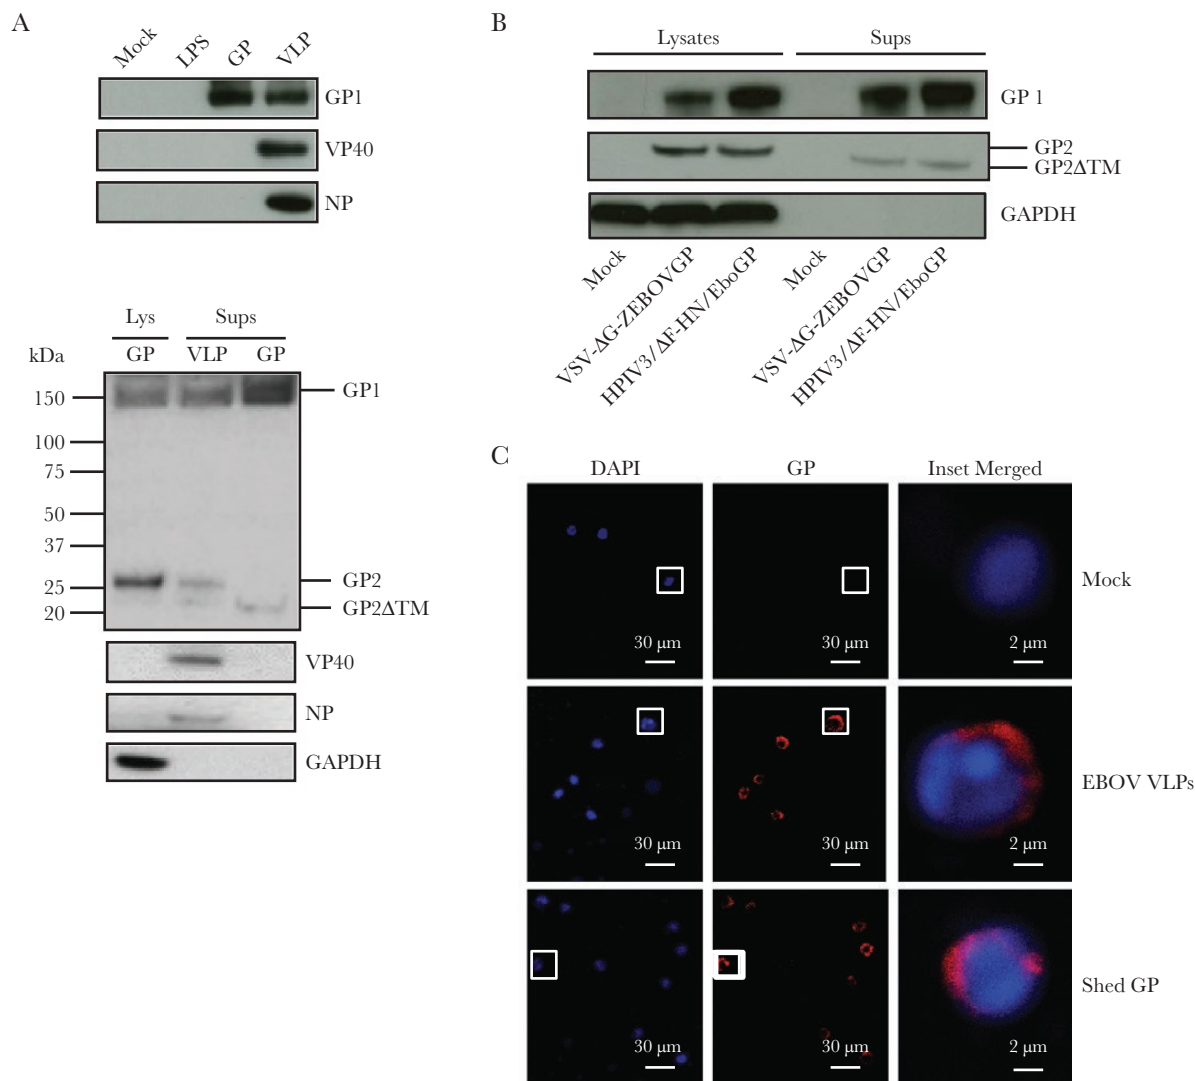 A
Mock LPS GP VLP
GP1
VP40
NP
Lys Sups
kDa GP VLP GP
150
100
75
50
37
25
20
GP1
GP2
GP2ΔTM
VP40
NP
GAPDH
B
Lysates Sups
GP 1
GP2
GP2ΔTM
GAPDH
Mock VSV-ΔG-ZEBOVGP HPIV3/ΔF-HN/EboGP Mock VSV-ΔG-ZEBOVGP HPIV3/ΔF-HN/EboGP
C
DAPI GP Inset Merged
Mock
30 μm 30 μm 2 μm
EBOV VLPs
30 μm 30 μm 2 μm
Shed GP
30 μm 30 μm 2 μm